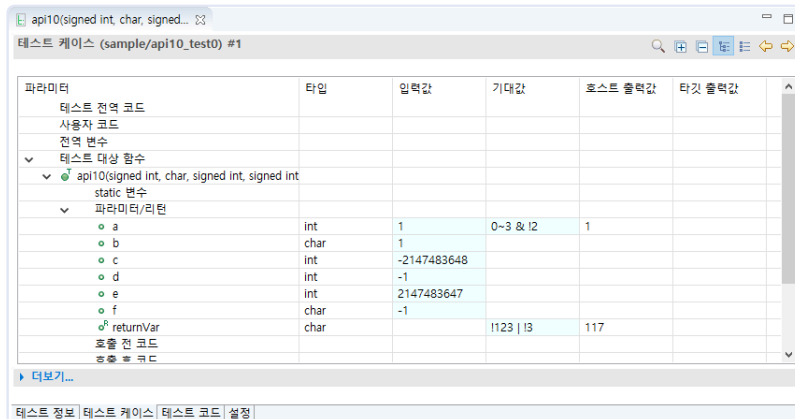 api10(signed int, char, signed...
테스트 케이스 (sample/api10_test0) #1
파라미터 타입 입력값 기대값 호스트 출력값 타깃 출력값
테스트 전역 코드
사용자 코드
전역 변수
테스트 대상 함수
api10(signed int, char, signed int, signed int
static 변수
파라미터/리턴
a int 1 0~3 & !2 1
b char 1
c int -2147483648
d int -1
e int 2147483647
f char -1
returnVar char !123 | !3 117
호출 전 코드
호출 후 코드
더보기...
테스트 정보 테스트 케이스 테스트 코드 설정